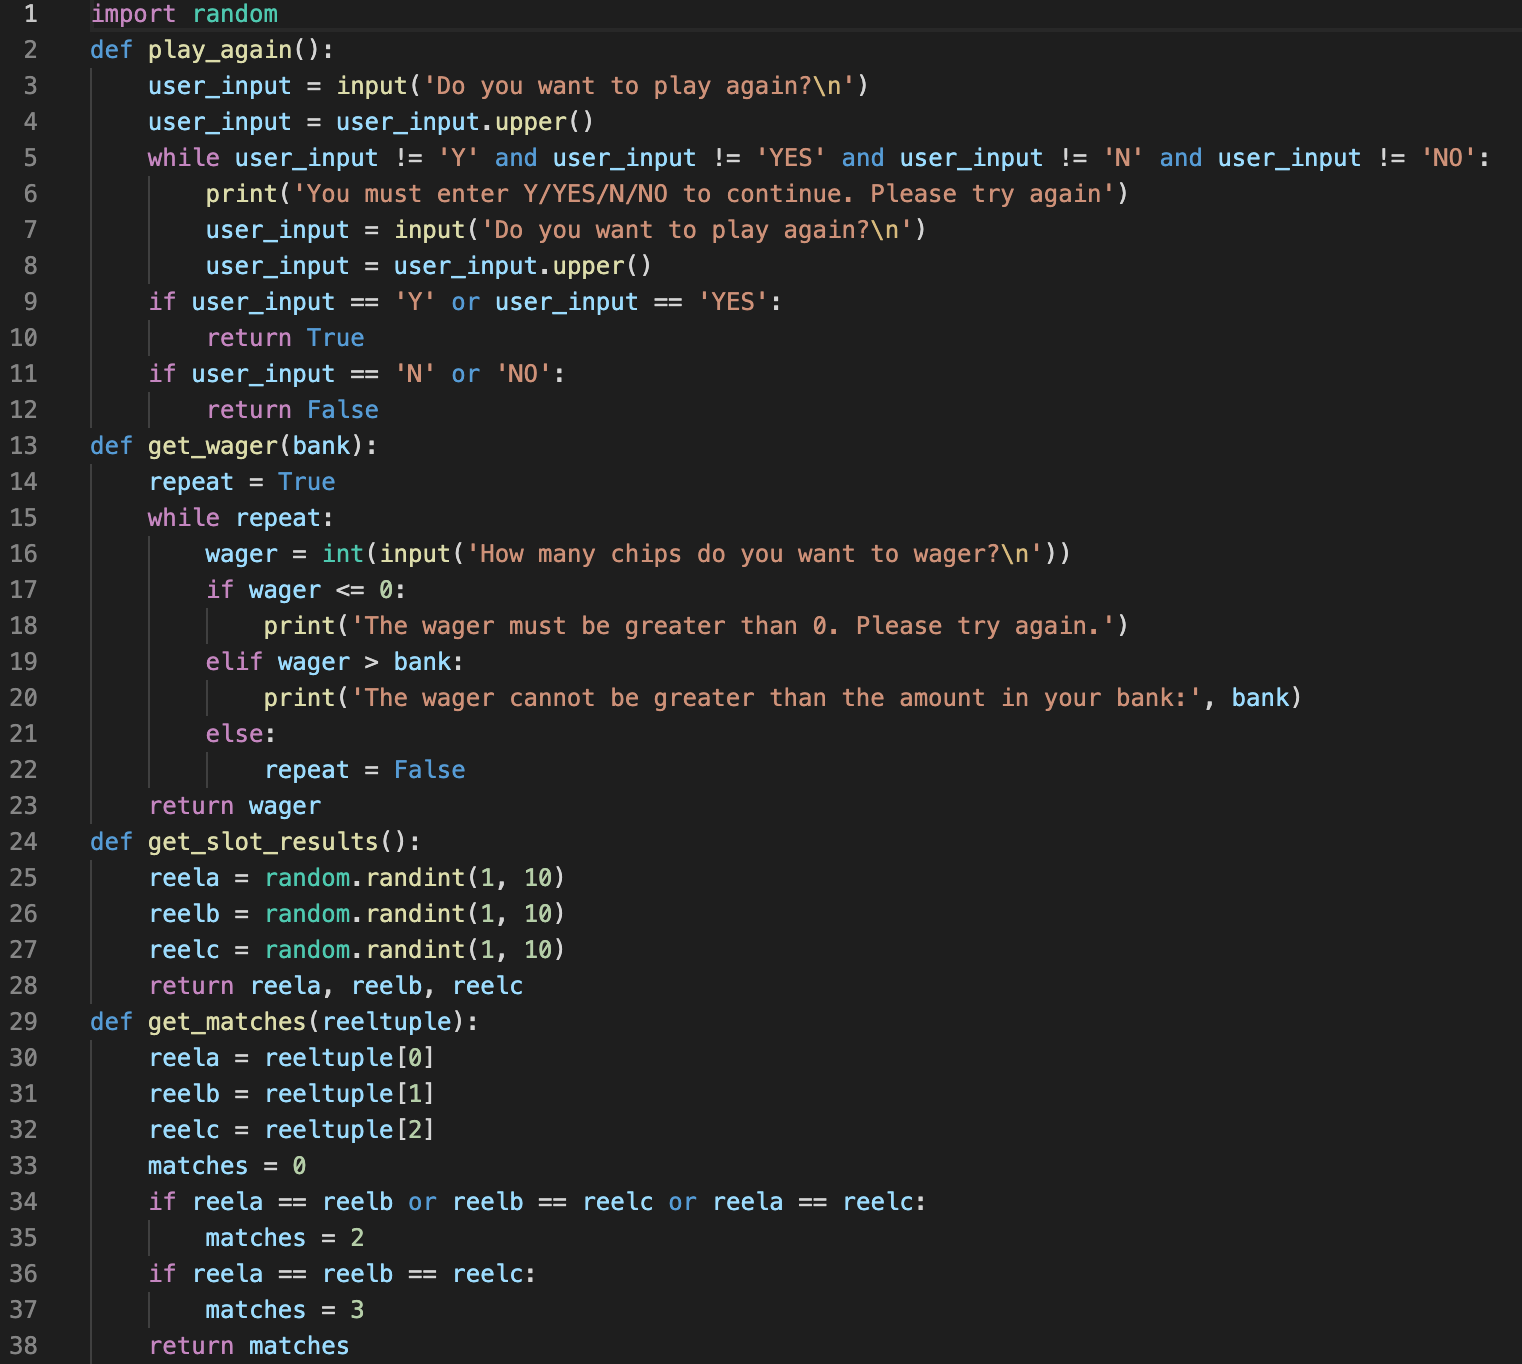 1 import random
2 def play_again():
3     user_input = input('Do you want to play again?\n')
4     user_input = user_input.upper()
5     while user_input != 'Y' and user_input != 'YES' and user_input != 'N' and user_input != 'NO':
6         print('You must enter Y/YES/N/NO to continue. Please try again')
7         user_input = input('Do you want to play again?\n')
8         user_input = user_input.upper()
9     if user_input == 'Y' or user_input == 'YES':
10         return True
11     if user_input == 'N' or 'NO':
12         return False
13 def get_wager(bank):
14     repeat = True
15     while repeat:
16         wager = int(input('How many chips do you want to wager?\n'))
17         if wager <= 0:
18             print('The wager must be greater than 0. Please try again.')
19         elif wager > bank:
20             print('The wager cannot be greater than the amount in your bank:', bank)
21         else:
22             repeat = False
23     return wager
24 def get_slot_results():
25     reela = random.randint(1, 10)
26     reelb = random.randint(1, 10)
27     reelc = random.randint(1, 10)
28     return reela, reelb, reelc
29 def get_matches(reeltuple):
30     reela = reeltuple[0]
31     reelb = reeltuple[1]
32     reelc = reeltuple[2]
33     matches = 0
34     if reela == reelb or reelb == reelc or reela == reelc:
35         matches = 2
36     if reela == reelb == reelc:
37         matches = 3
38     return matches